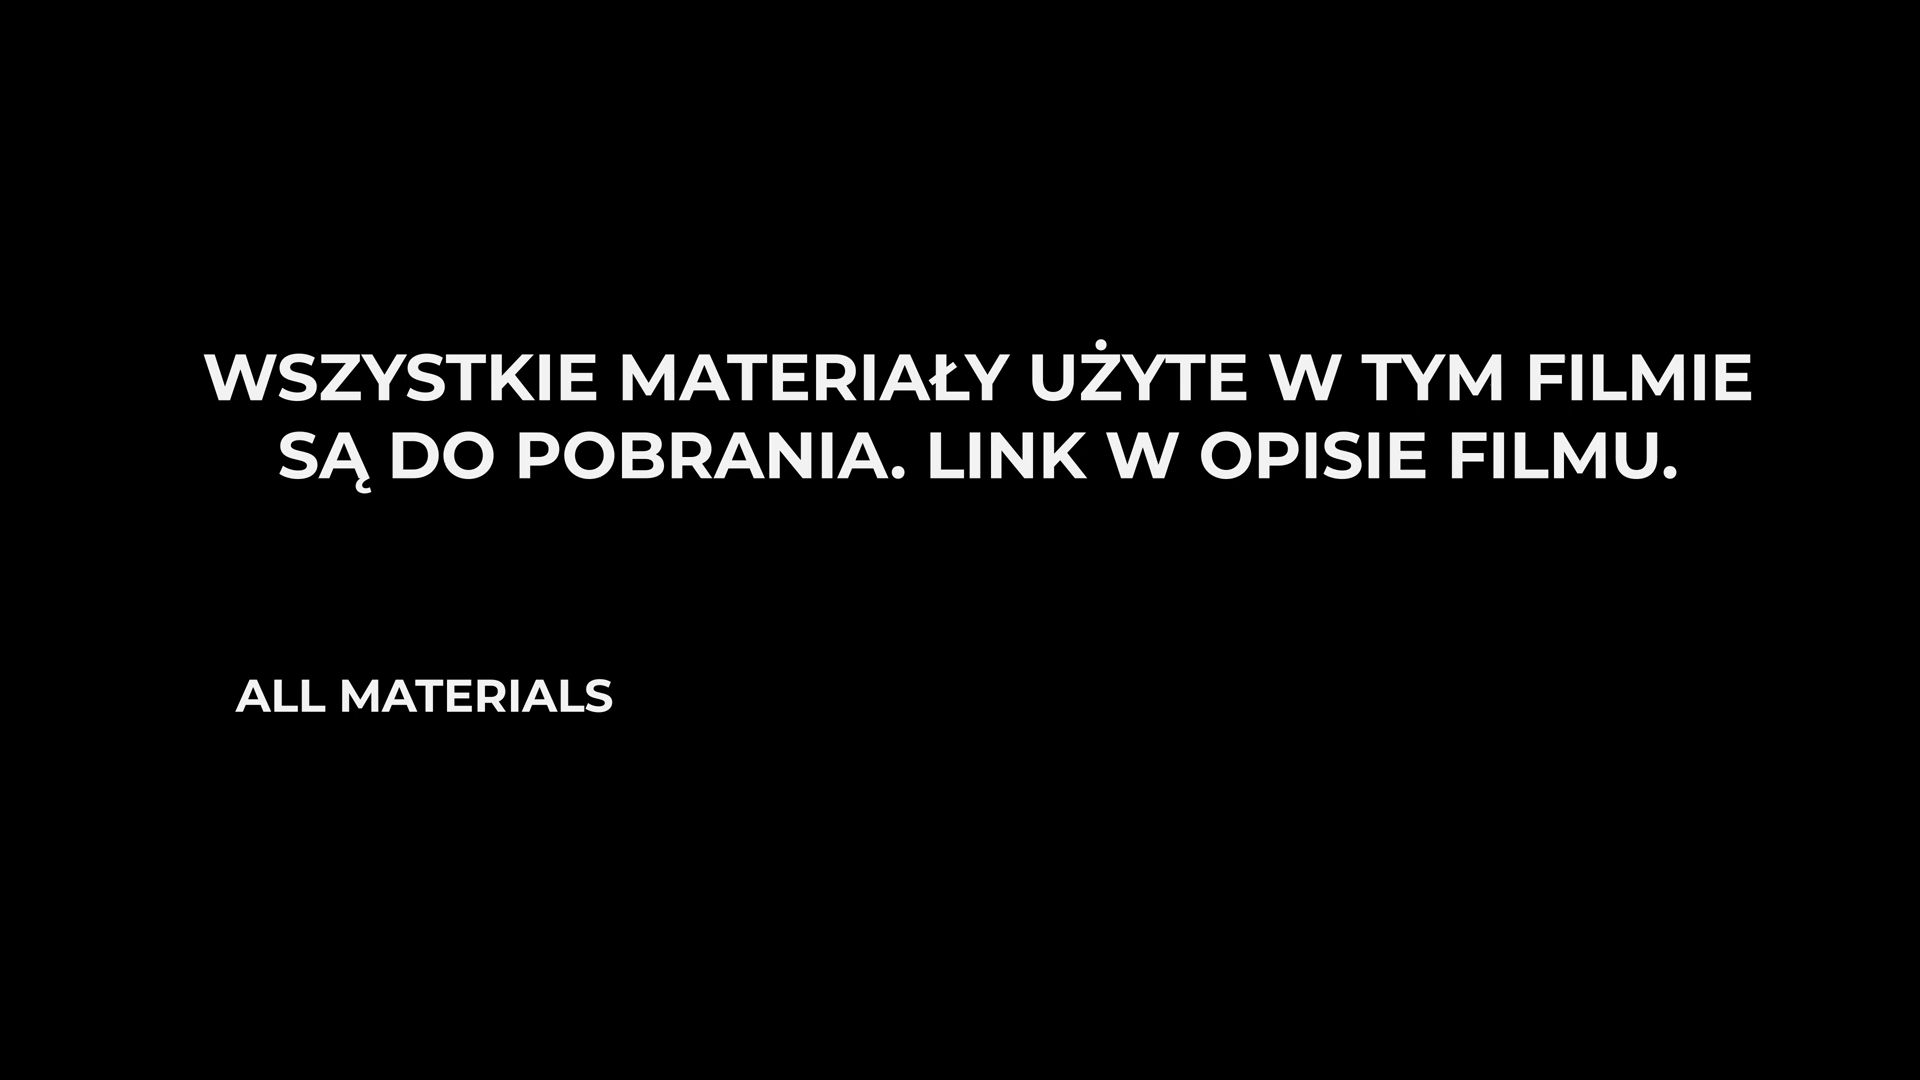 WSZYSTKIE MATERIAŁY UŻYTE W TYM FILMIE
SĄ DO POBRANIA. LINK W OPISIE FILMU.
ALL MATERIALS